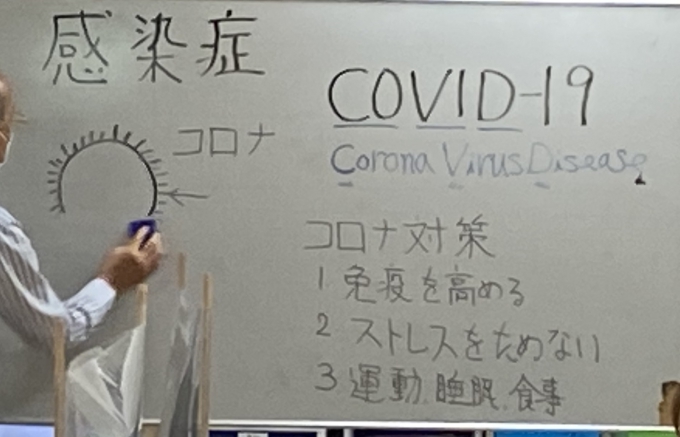 感染症
COVID-19
コロナ
Corona Virus Disease
コロナ対策
1 免疫を高める
2 ストレスをためない
3 運動、睡眠、食事